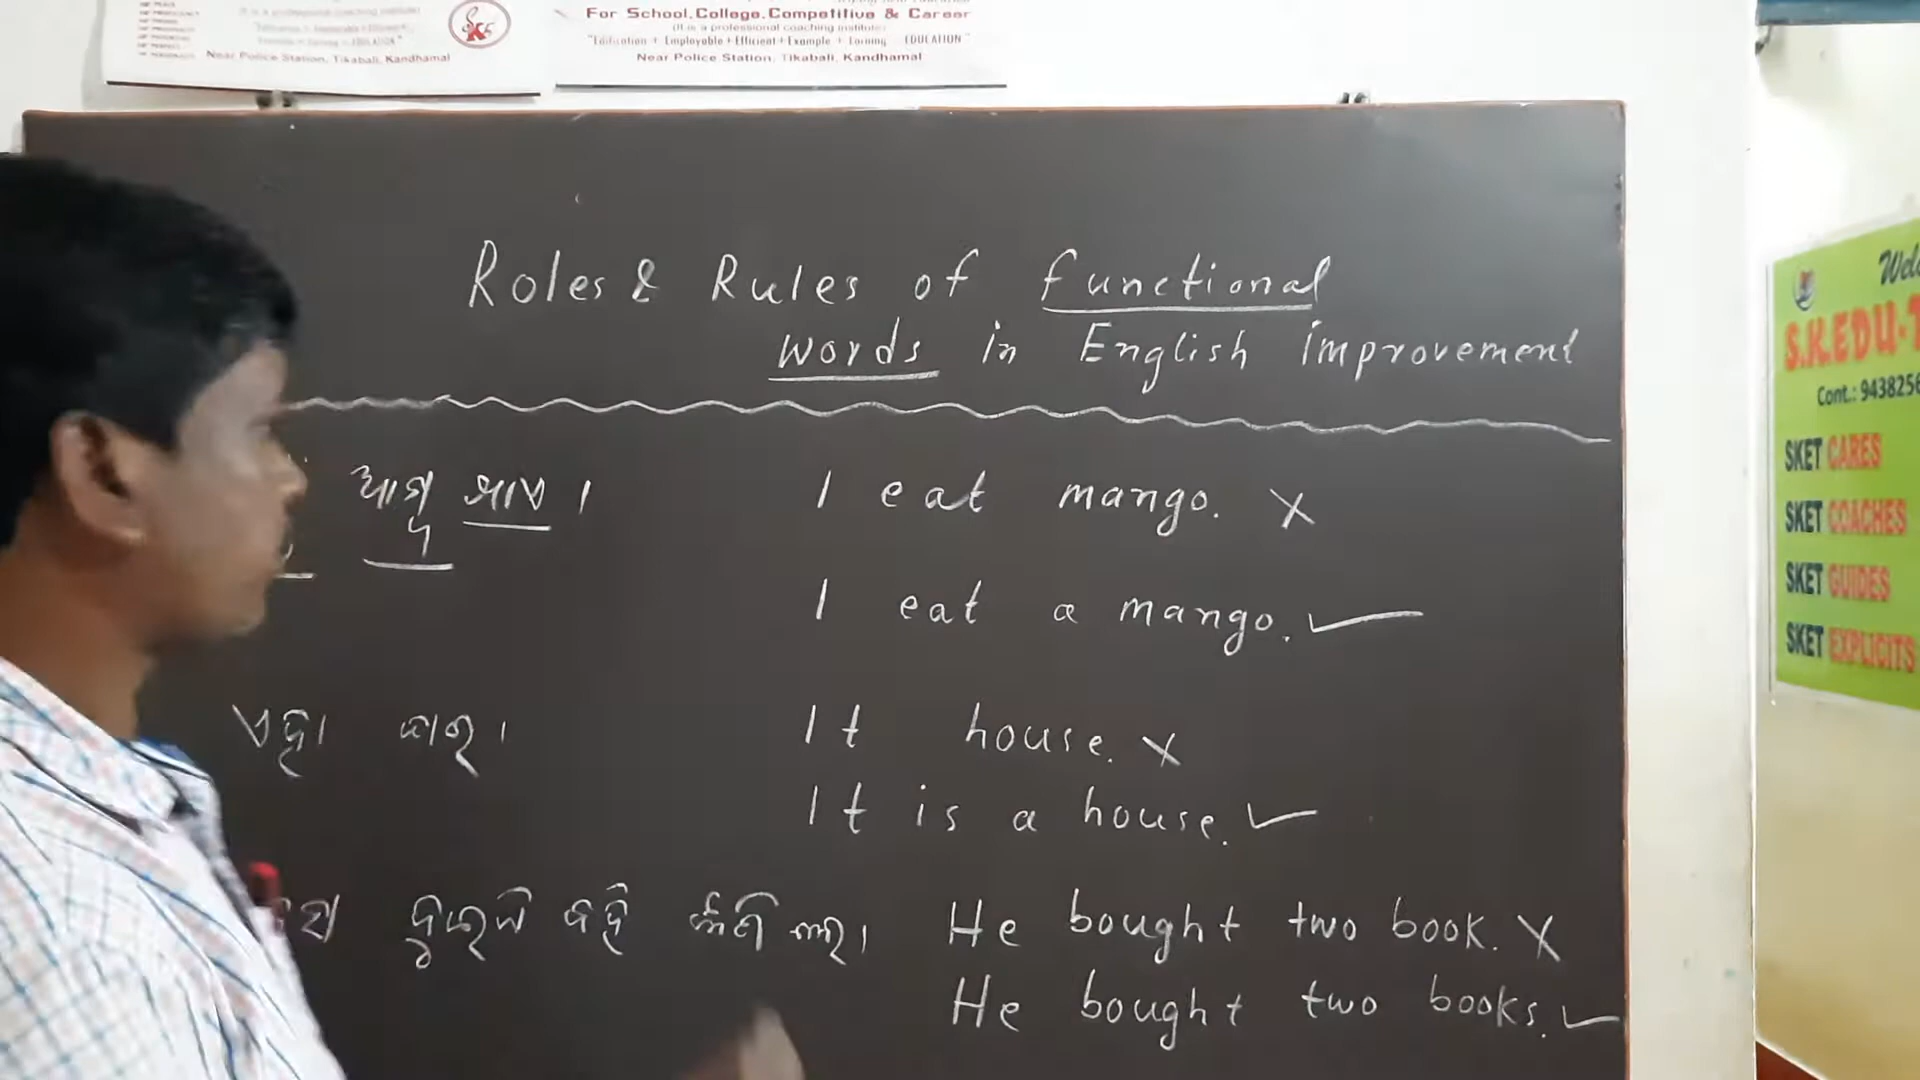 For School, College, Competitive & Career
(It is a professional coaching institute)
"Education + Employable + Efficient + Example + Earning EDUCATION"
Near Police Station, Tikabali, Kandhamal
Near Police Station, Tikabali, Kandhamal
Roles & Rules of functional
words in English improvement
ଆମ୍ବ ଖାଏ ।
I eat mango. X
I eat a mango. ✓
ଏହା ଘର ।
It house. X
It is a house. ✓
ଦୁଇଟି ବହି କିଣିଲା ।
He bought two book. X
He bought two books. ✓
S.K.EDU-T
Cont.: 9438256
SKET CARES
SKET COACHES
SKET GUIDES
SKET EXPLICITS